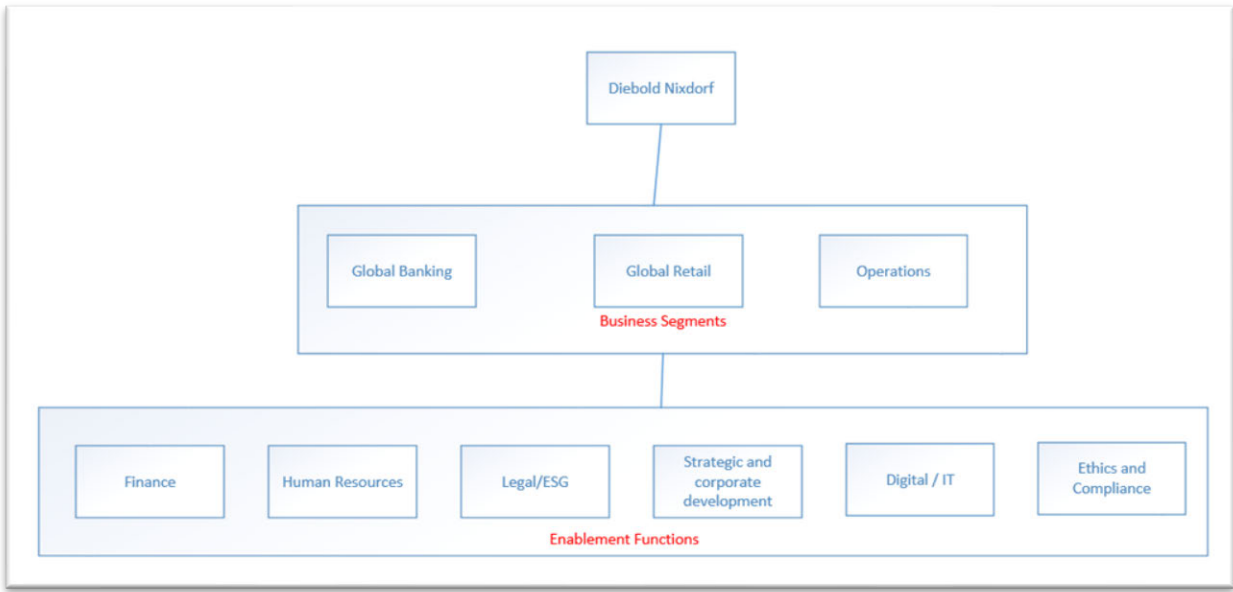 Diebold Nixdorf
Global Banking
Global Retail
Operations
Business Segments
Finance
Human Resources
Legal/ESG
Strategic and
corporate
development
Digital / IT
Ethics and
Compliance
Enablement Functions